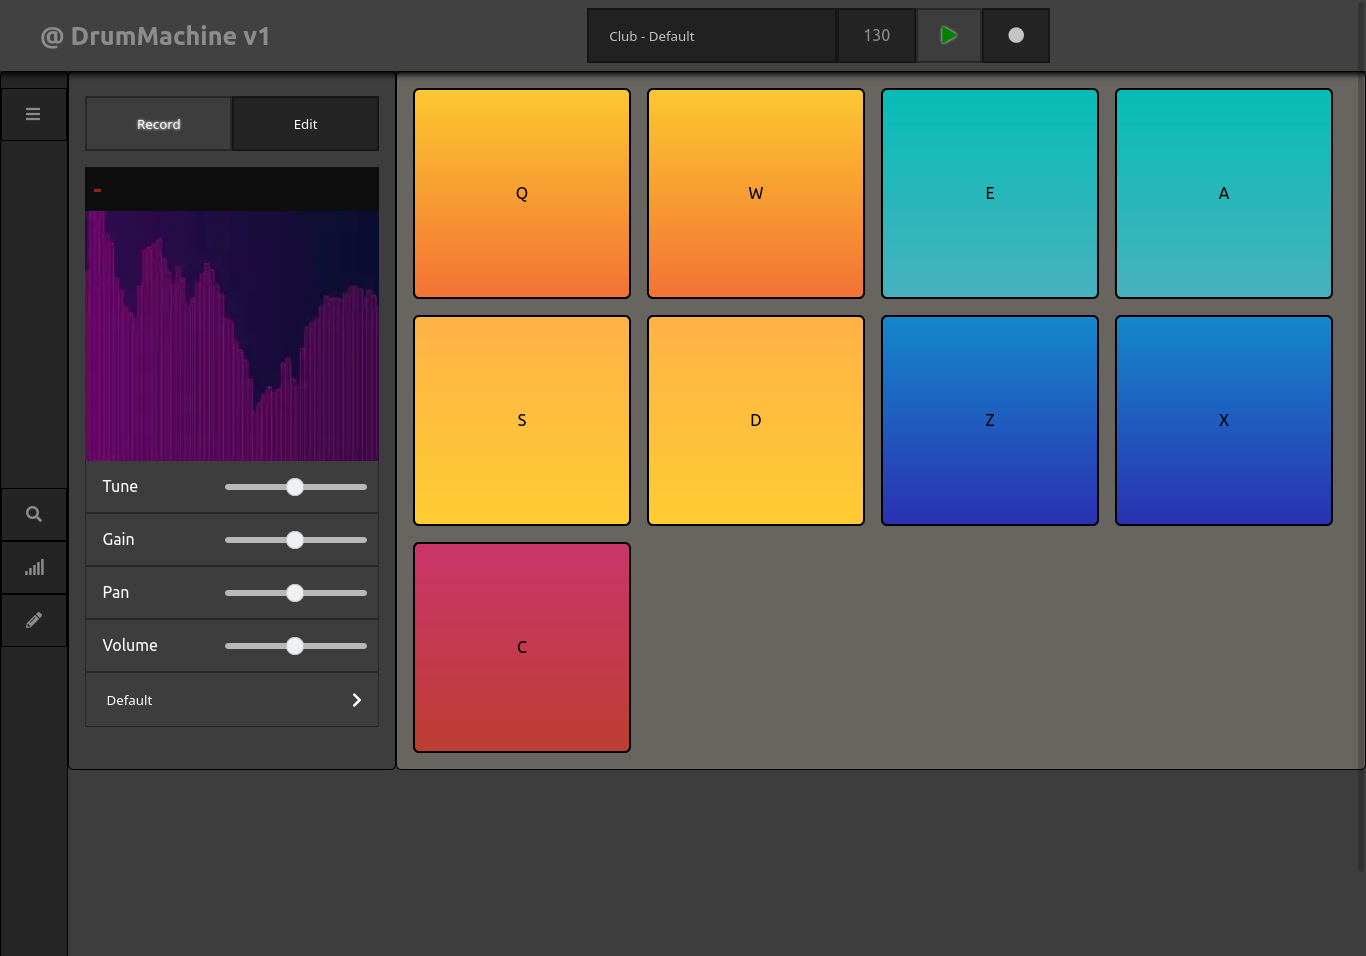 @ DrumMachine v1
Club - Default
130
Record
Edit
-
Q
W
E
A
S
D
Z
X
C
Tune
Gain
Pan
Volume
Default